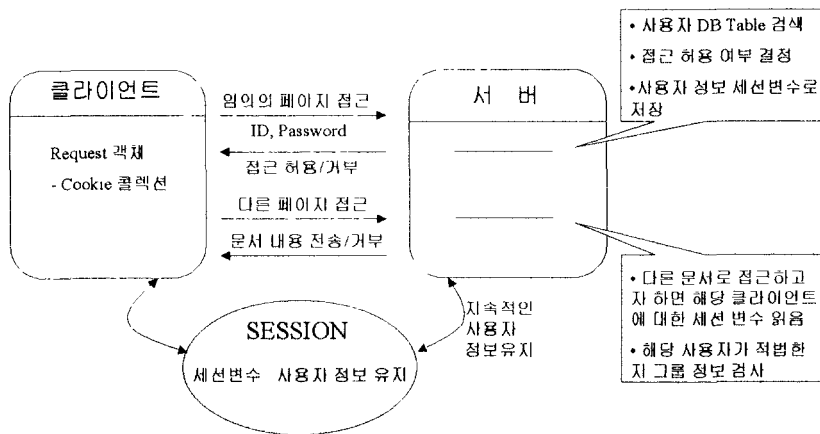 • 사용자 DB Table 검색
• 접근 허용 여부 결정
• 사용자 정보 세션변수로
저장
클라이언트
Request 객체
- Cookie 콜렉션
임의의 페이지 접근
ID, Password
접근 허용/거부
다른 페이지 접근
문서 내용 전송/거부
서 버
SESSION
세션변수 사용자 정보 유지
지속적인
사용자
정보유지
• 다른 문서로 접근하고
자 하면 해당 클라이언트
에 대한 세션 변수 읽음
• 해당 사용자가 적법한
지 그룹 정보 검사